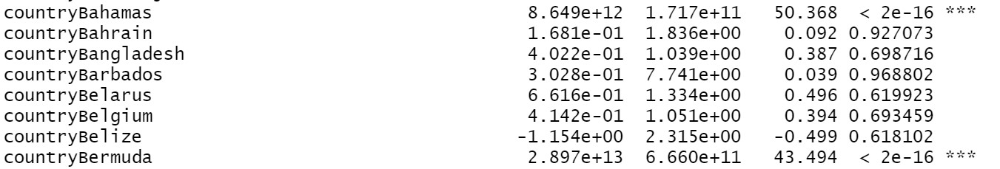 countryBahamas 8.649e+12 1.717e+11 50.368 < 2e-16 ***
countryBahrain 1.681e-01 1.836e+00 0.092 0.927073
countryBangladesh 4.022e-01 1.039e+00 0.387 0.698716
countryBarbados 3.028e-01 7.741e+00 0.039 0.968802
countryBelarus 6.616e-01 1.334e+00 0.496 0.619923
countryBelgium 4.142e-01 1.051e+00 0.394 0.693459
countryBelize -1.154e+00 2.315e+00 -0.499 0.618102
countryBermuda 2.897e+13 6.660e+11 43.494 < 2e-16 ***